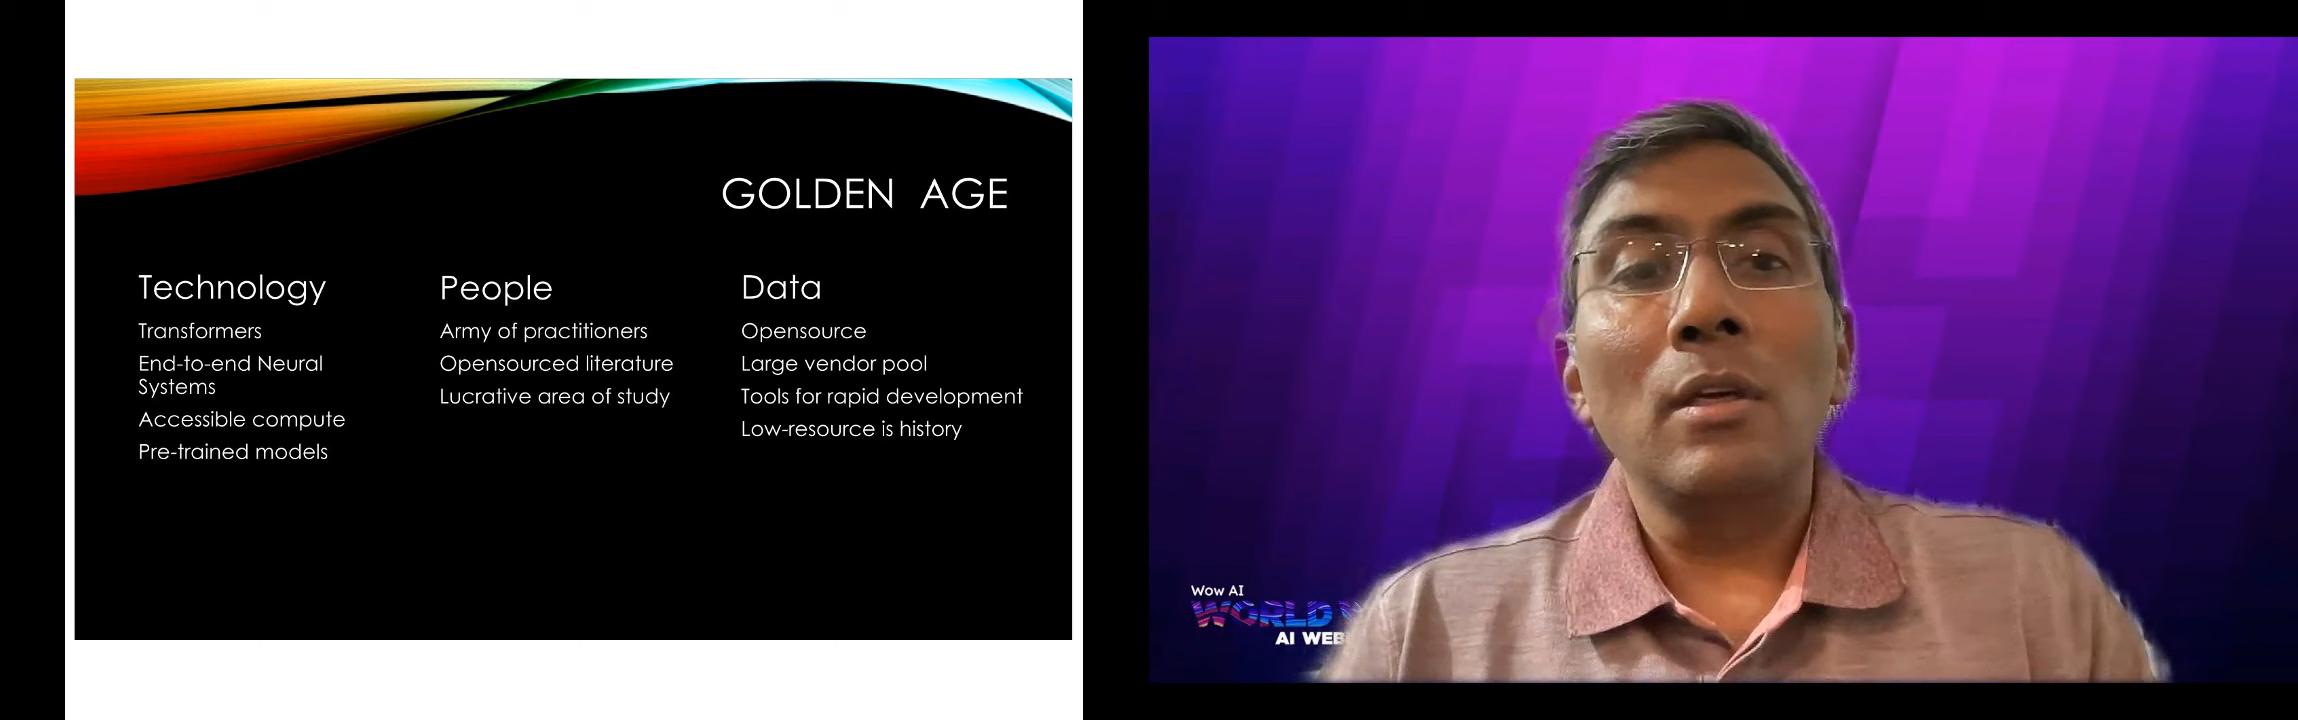 GOLDEN AGE
Technology
Transformers
End-to-end Neural
Systems
Accessible compute
Pre-trained models
People
Army of practitioners
Opensourced literature
Lucrative area of study
Data
Opensource
Large vendor pool
Tools for rapid development
Low-resource is history
Wow AI
WORLD
AI WEB